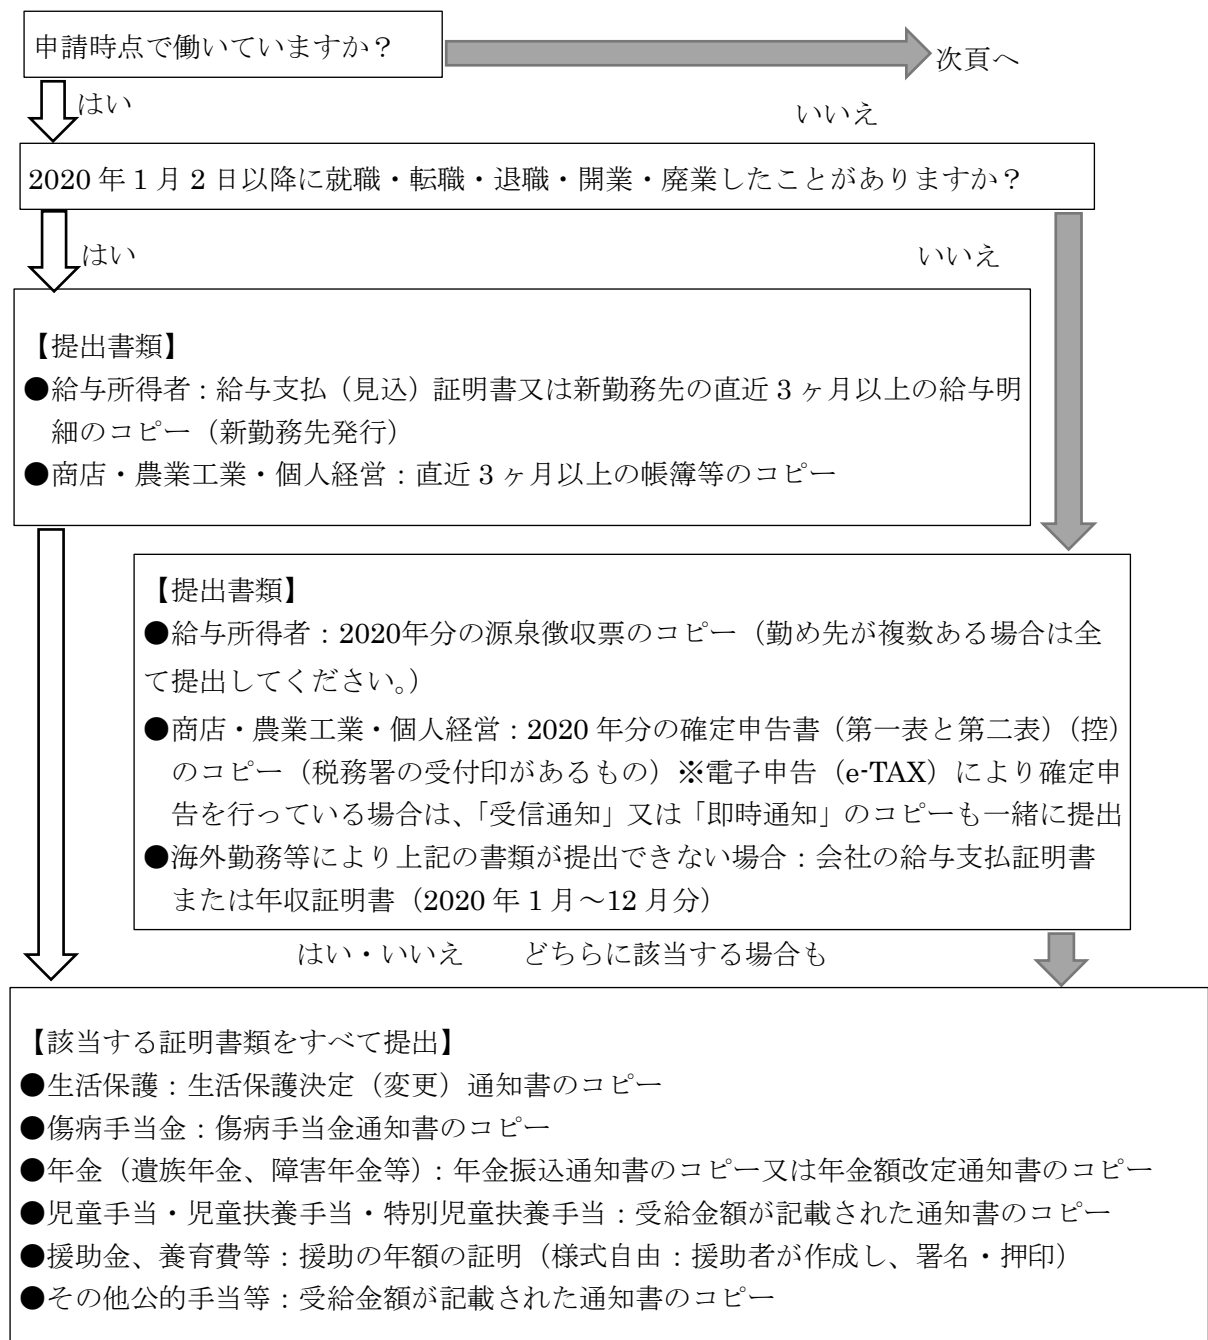 申請時点で働いていますか？
次頁へ
はい
いいえ
2020 年 1 月 2 日以降に就職・転職・退職・開業・廃業したことがありますか？
はい
いいえ
【提出書類】
●給与所得者：給与支払（見込）証明書又は新勤務先の直近 3 ヶ月以上の給与明
細のコピー（新勤務先発行）
●商店・農業工業・個人経営：直近 3 ヶ月以上の帳簿等のコピー
【提出書類】
●給与所得者：2020年分の源泉徴収票のコピー（勤め先が複数ある場合は全
て提出してください。）
●商店・農業工業・個人経営：2020 年分の確定申告書（第一表と第二表）（控）
のコピー（税務署の受付印があるもの）※電子申告（e-TAX）により確定申
告を行っている場合は、「受信通知」又は「即時通知」のコピーも一緒に提出
●海外勤務等により上記の書類が提出できない場合：会社の給与支払証明書
または年収証明書（2020 年 1 月～12 月分）
はい・いいえ　　どちらに該当する場合も
【該当する証明書類をすべて提出】
●生活保護：生活保護決定（変更）通知書のコピー
●傷病手当金：傷病手当金通知書のコピー
●年金（遺族年金、障害年金等）：年金振込通知書のコピー又は年金額改定通知書のコピー
●児童手当・児童扶養手当・特別児童扶養手当：受給金額が記載された通知書のコピー
●援助金、養育費等：援助の年額の証明（様式自由：援助者が作成し、署名・押印）
●その他公的手当等：受給金額が記載された通知書のコピー